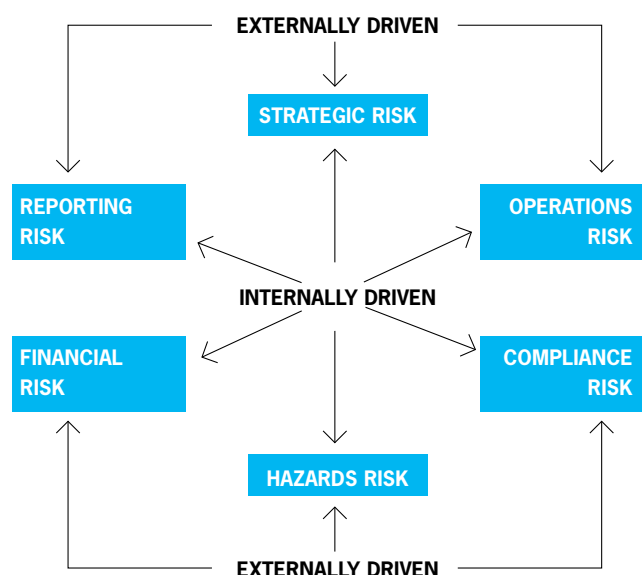 EXTERNALLY DRIVEN
STRATEGIC RISK
REPORTING
RISK
OPERATIONS
RISK
INTERNALLY DRIVEN
FINANCIAL
RISK
COMPLIANCE
RISK
HAZARDS RISK
EXTERNALLY DRIVEN